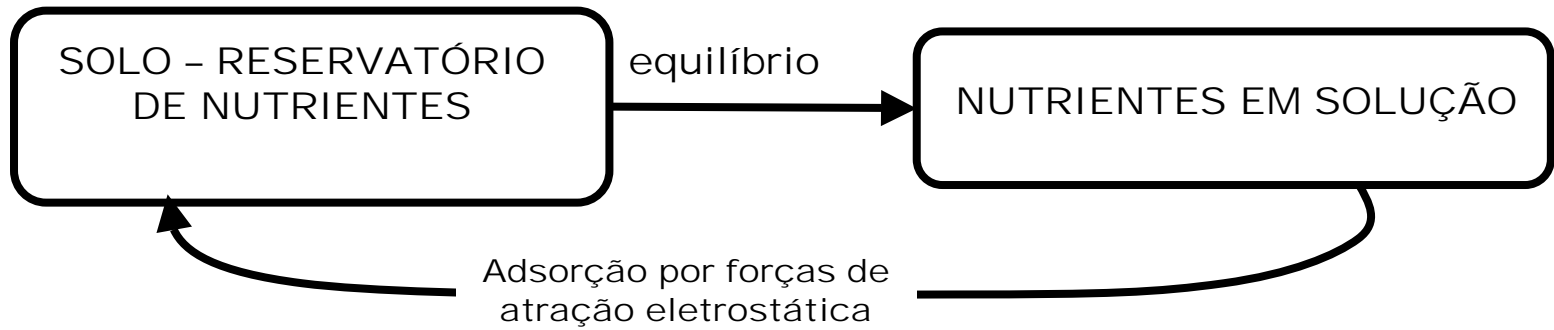 SOLO – RESERVATÓRIO
DE NUTRIENTES
equilíbrio
NUTRIENTES EM SOLUÇÃO
Adsorção por forças de
atração eletrostática